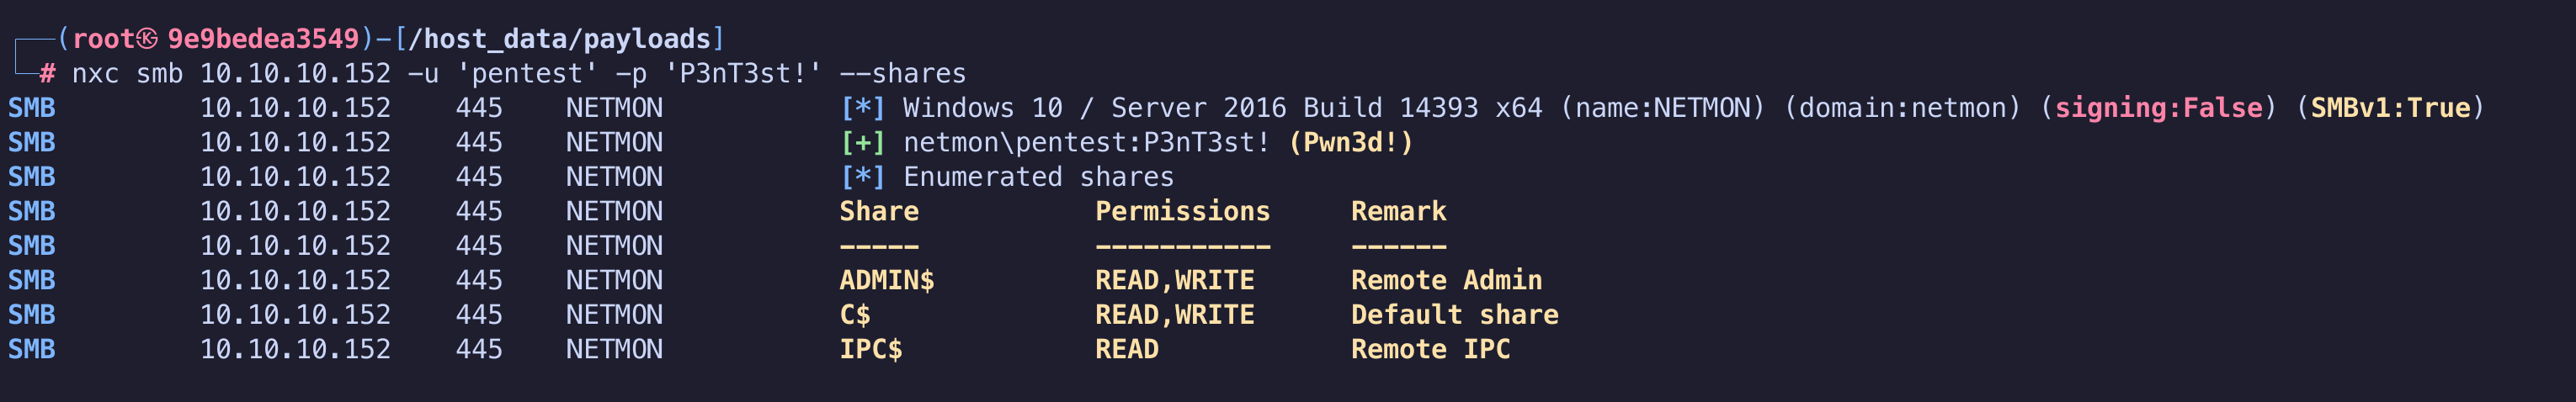 ┌──(root㉿ 9e9bedea3549)-[/host_data/payloads]
└─# nxc smb 10.10.10.152 -u 'pentest' -p 'P3nT3st!' --shares
SMB         10.10.10.152    445    NETMON           [*] Windows 10 / Server 2016 Build 14393 x64 (name:NETMON) (domain:netmon) (signing:False) (SMBv1:True)
SMB         10.10.10.152    445    NETMON           [+] netmon\pentest:P3nT3st! (Pwn3d!)
SMB         10.10.10.152    445    NETMON           [*] Enumerated shares
SMB         10.10.10.152    445    NETMON           Share           Permissions     Remark
SMB         10.10.10.152    445    NETMON           -----           -----------     ------
SMB         10.10.10.152    445    NETMON           ADMIN$          READ,WRITE      Remote Admin
SMB         10.10.10.152    445    NETMON           C$              READ,WRITE      Default share
SMB         10.10.10.152    445    NETMON           IPC$            READ            Remote IPC